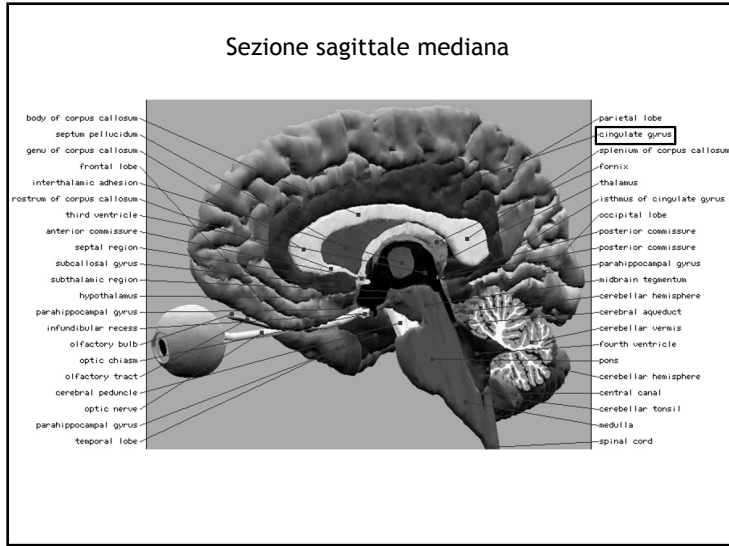 Sezione sagittale mediana
body of corpus callosum
septum pellucidum
genu of corpus callosum
frontal lobe
interthalamic adhesion
rostrum of corpus callosum
third ventricle
anterior commissure
septal region
subcallosal gyrus
subthalamic region
hypothalamus
parahippocampal gyrus
infundibular recess
olfactory bulb
optic chiasm
olfactory tract
cerebral peduncle
optic nerve
parahippocampal gyrus
temporal lobe
parietal lobe
cingulate gyrus
splenium of corpus callosum
fornix
thalamus
isthmus of cingulate gyrus
occipital lobe
posterior commissure
posterior commissure
parahippocampal gyrus
midbrain tegmentum
cerebellar hemisphere
cerebral aqueduct
cerebellar vermis
fourth ventricle
pons
cerebellar hemisphere
central canal
cerebellar tonsil
medulla
spinal cord